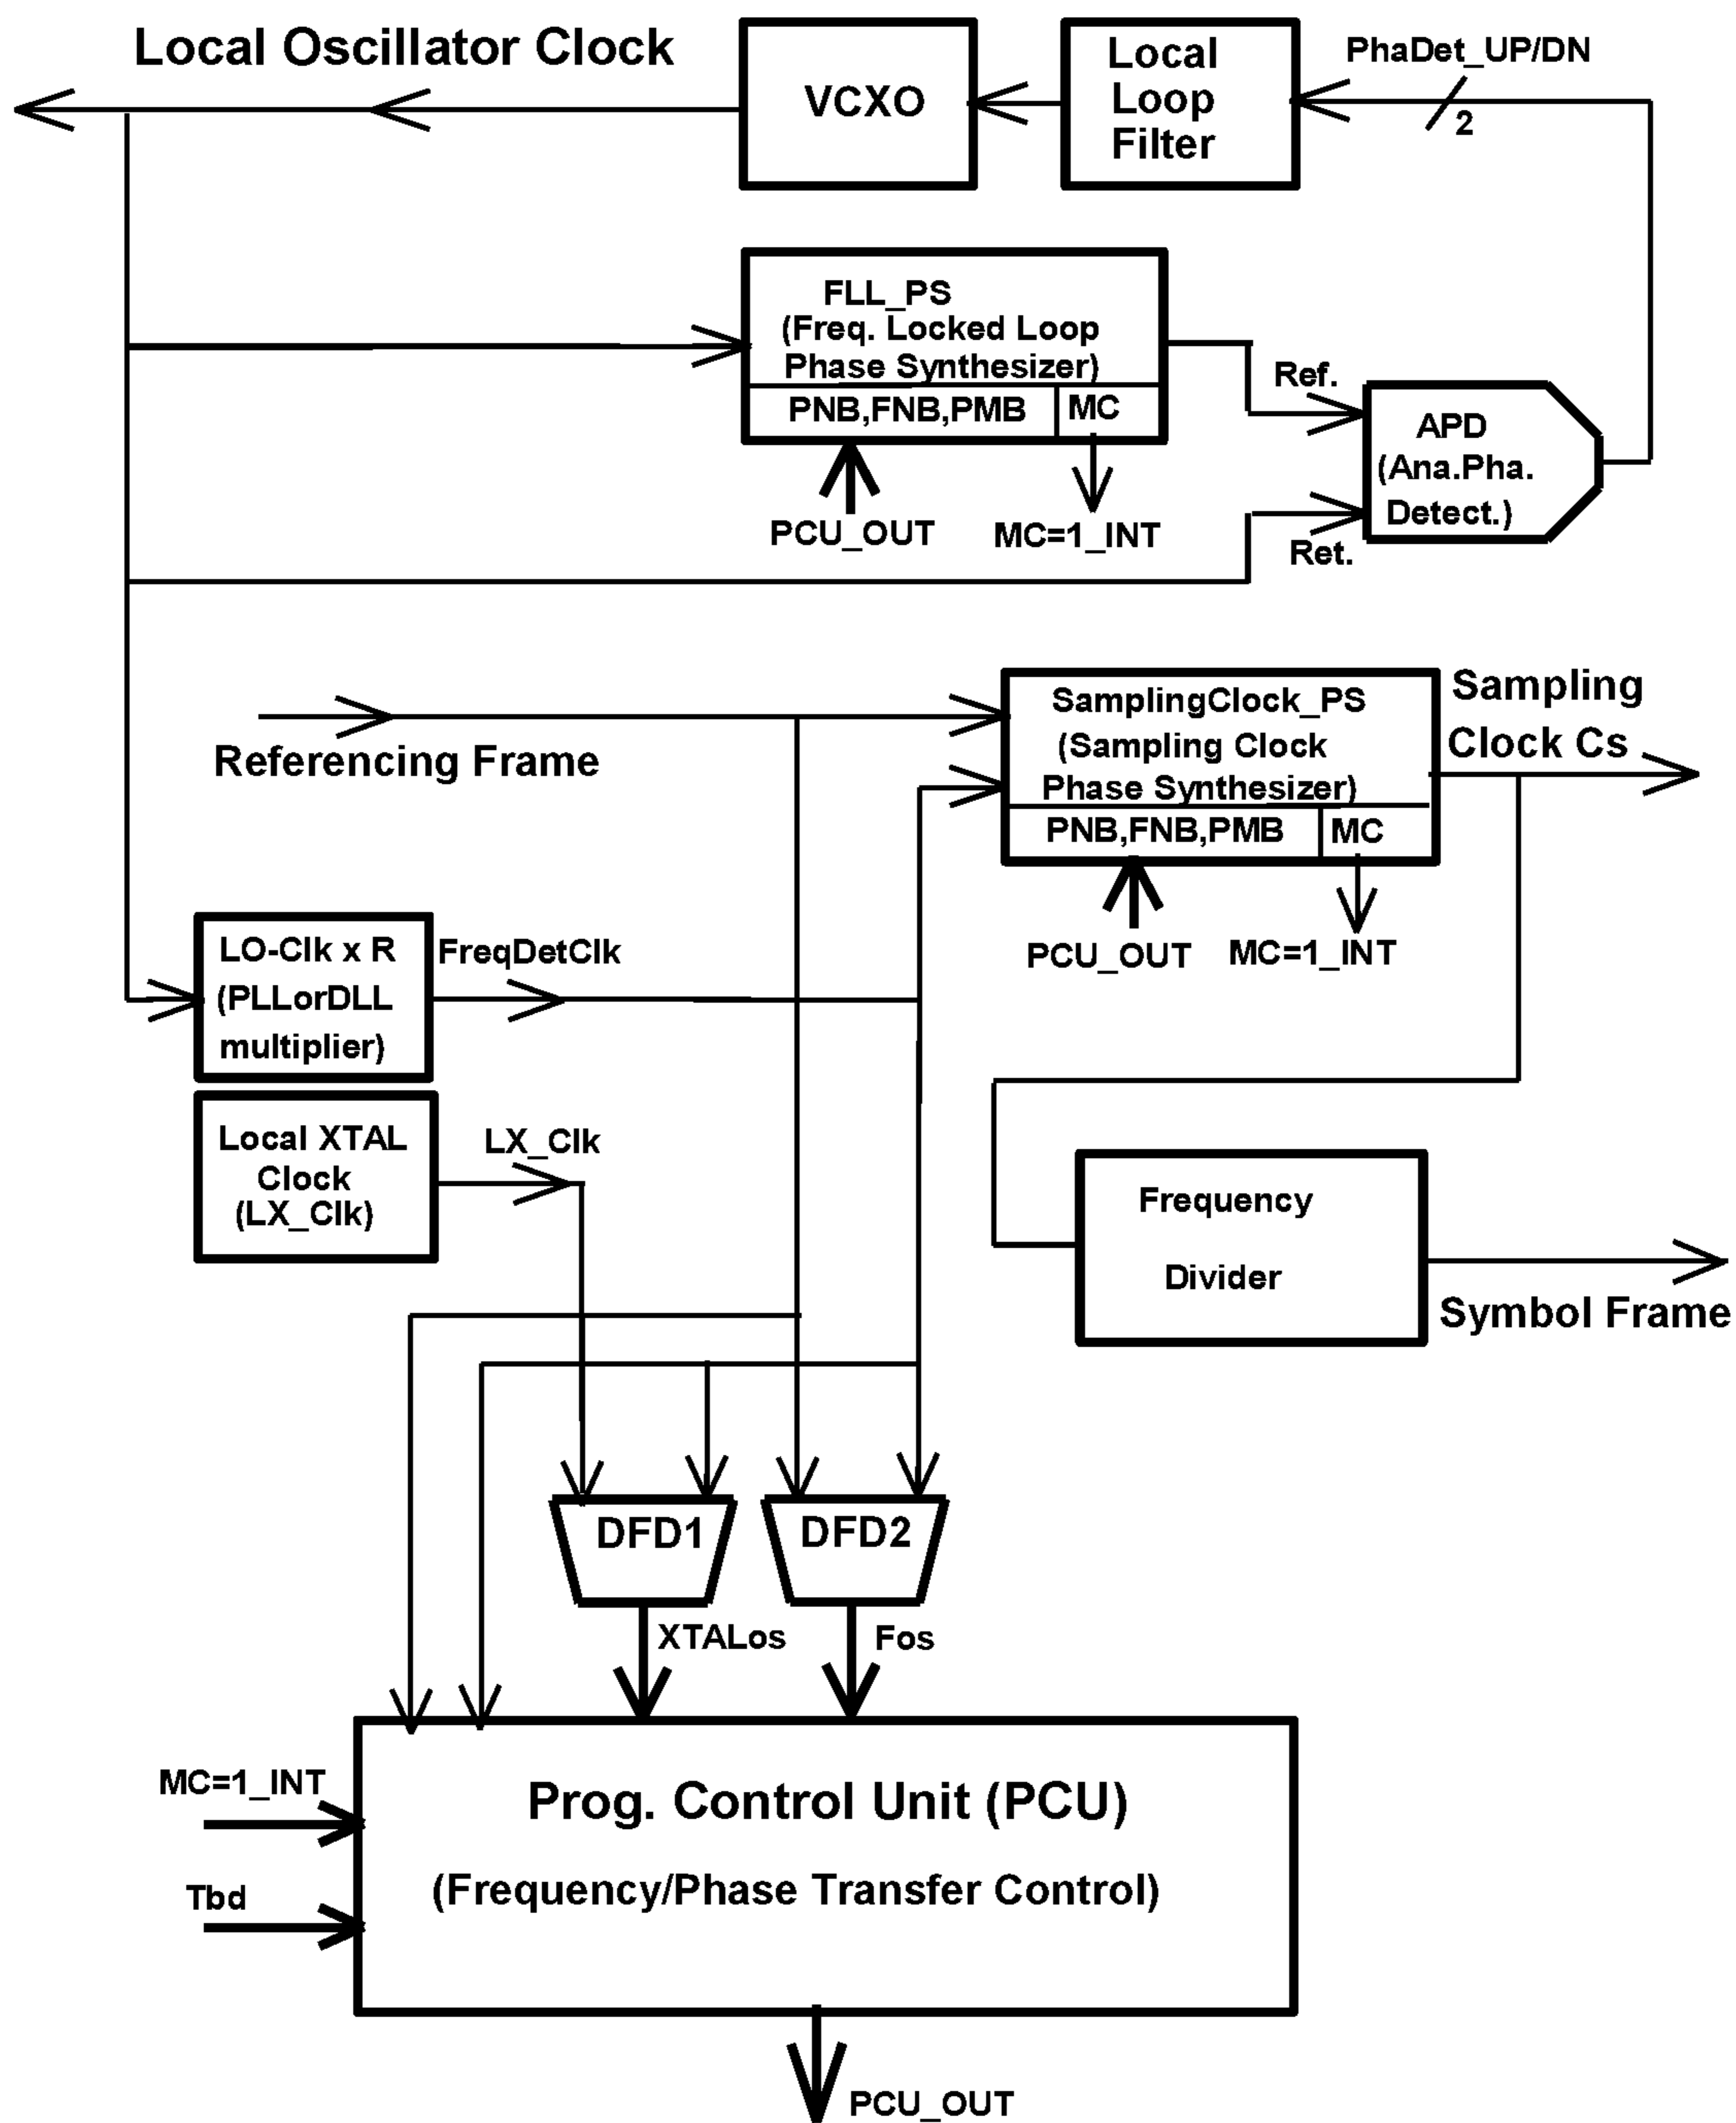 Local Oscillator Clock
VCXO
Local
Loop
Filter
PhaDet_UP/DN
2
FLL_PS
(Freq. Locked Loop
Phase Synthesizer)
PNB,FNB,PMB
MC
PCU_OUT
MC=1_INT
Ref.
APD
(Ana.Pha.
Detect.)
Ret.
Referencing Frame
SamplingClock_PS
(Sampling Clock
Phase Synthesizer)
PNB,FNB,PMB
MC
PCU_OUT
MC=1_INT
Sampling
Clock Cs
LO-Clk x R
(PLLorDLL
multiplier)
FreqDetClk
Local XTAL
Clock
(LX_Clk)
LX_Clk
Frequency
Divider
Symbol Frame
DFD1
DFD2
XTALos
Fos
MC=1_INT
Tbd
Prog. Control Unit (PCU)
(Frequency/Phase Transfer Control)
PCU_OUT